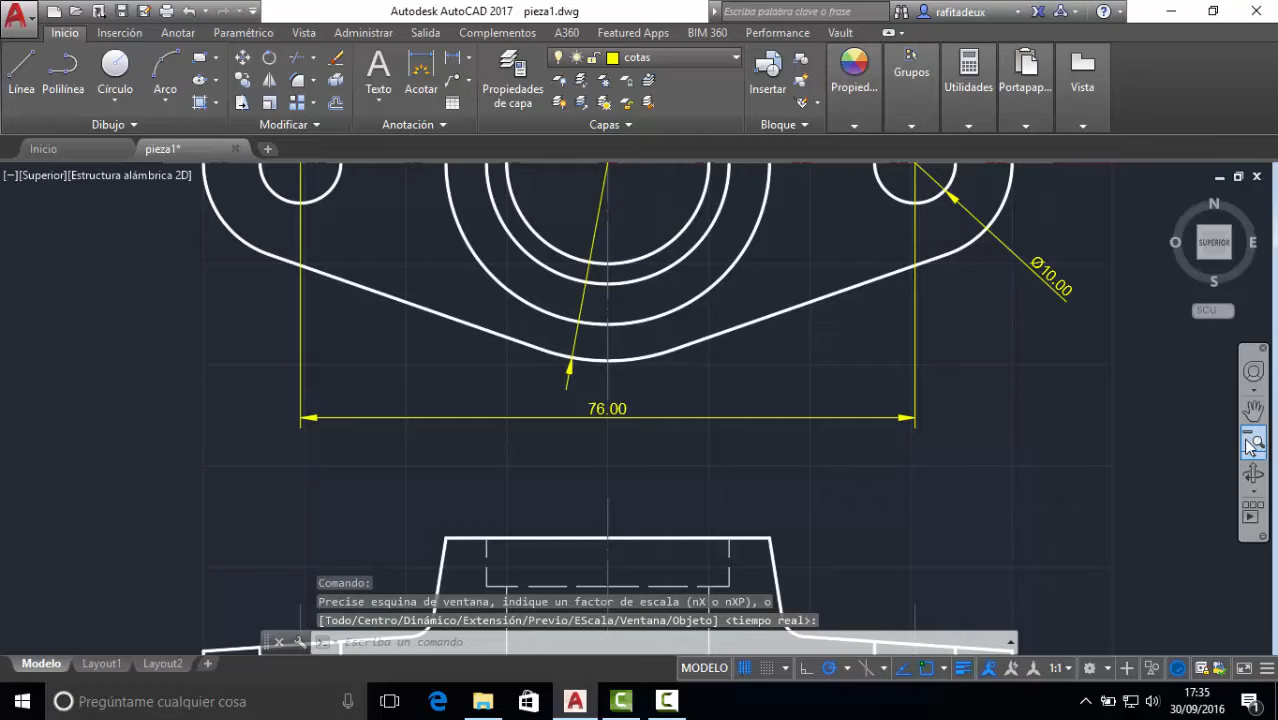 Autodesk AutoCAD 2017 pieza1.dwg
Escriba palabra clave o frase
rafitadeux
Inicio Inserción Anotar Paramétrico Vista Administrar Salida Complementos A360 Featured Apps BIM 360 Performance Vault
Línea Polilínea Círculo Arco
Texto Acotar
Propiedades
de capa
cotas
Insertar
Propied... Grupos Utilidades Portapap... Vista
Dibujo Modificar Anotación Capas Bloque
Inicio pieza1*
[−][Superior][Estructura alámbrica 2D]
N
O SUPERIOR E
S
SCU
Ø10.00
76.00
Comando:
Precise esquina de ventana, indique un factor de escala (nX o nXP), o
[Todo/Centro/Dinámico/Extensión/Previo/EScala/Ventana/Objeto] <tiempo real>:
Escriba un comando
Modelo Layout1 Layout2 +
MODELO 1:1
Pregúntame cualquier cosa
17:35
30/09/2016